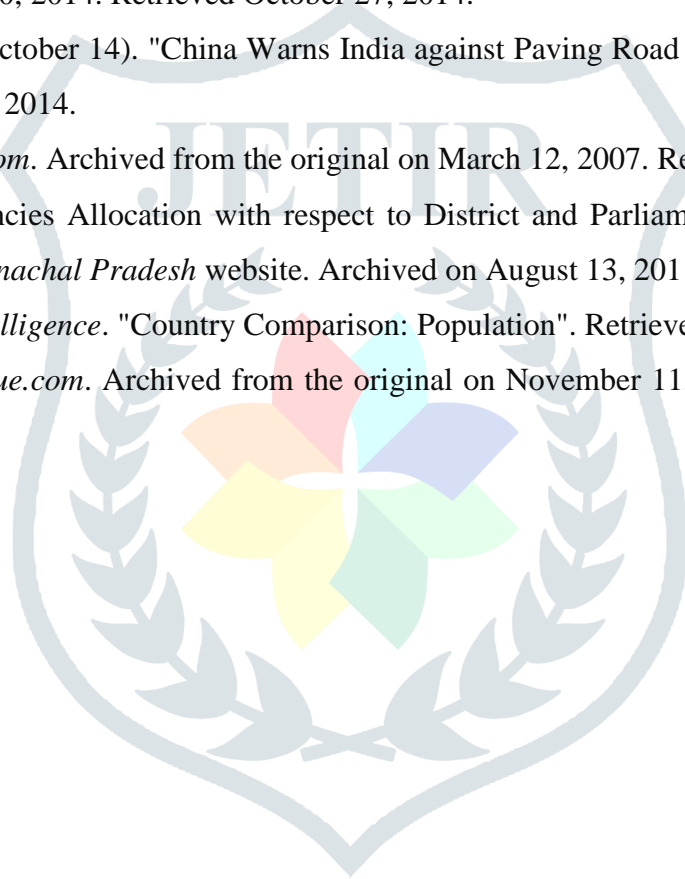 0, 2014. Retrieved October 27, 2014.
ctober 14). "China Warns India against Paving Road
2014.
om. Archived from the original on March 12, 2007. Re
ncies Allocation with respect to District and Parliam
nachal Pradesh website. Archived on August 13, 201
elligence. "Country Comparison: Population". Retrieve
ue.com. Archived from the original on November 11
JETIR